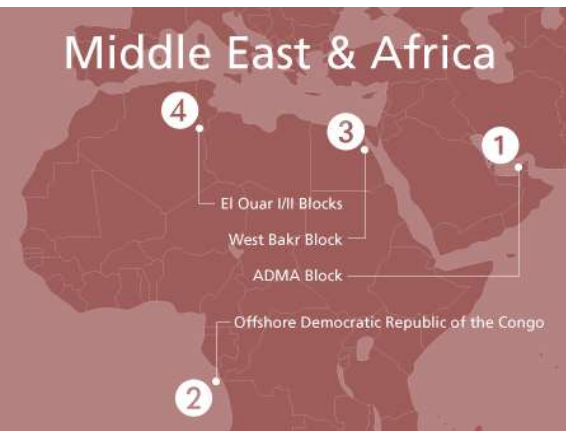 Middle East & Africa
4
3
1
El Ouar I/II Blocks
West Bakr Block
ADMA Block
Offshore Democratic Republic of the Congo
2